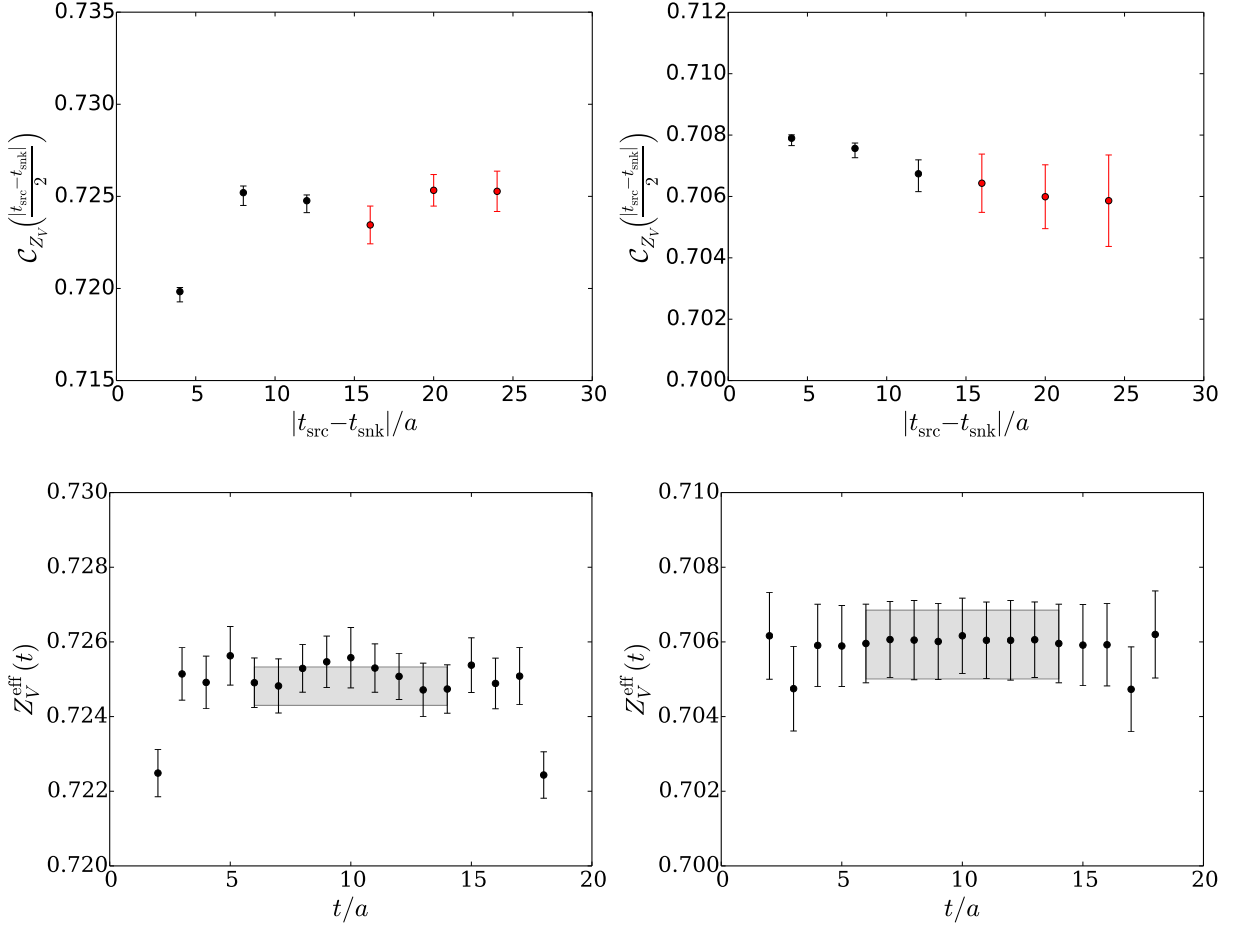 0.735
0.730
0.725
0.720
0.715
0 5 10 15 20 25 30
|t_src−t_snk|/a
𝒞_{Z_V}(|t_src−t_snk|/2)
0.712
0.710
0.708
0.706
0.704
0.702
0.700
0 5 10 15 20 25 30
|t_src−t_snk|/a
𝒞_{Z_V}(|t_src−t_snk|/2)
0.730
0.728
0.726
0.724
0.722
0.720
0 5 10 15 20
t/a
Z_V^eff(t)
0.710
0.708
0.706
0.704
0.702
0.700
0 5 10 15 20
t/a
Z_V^eff(t)